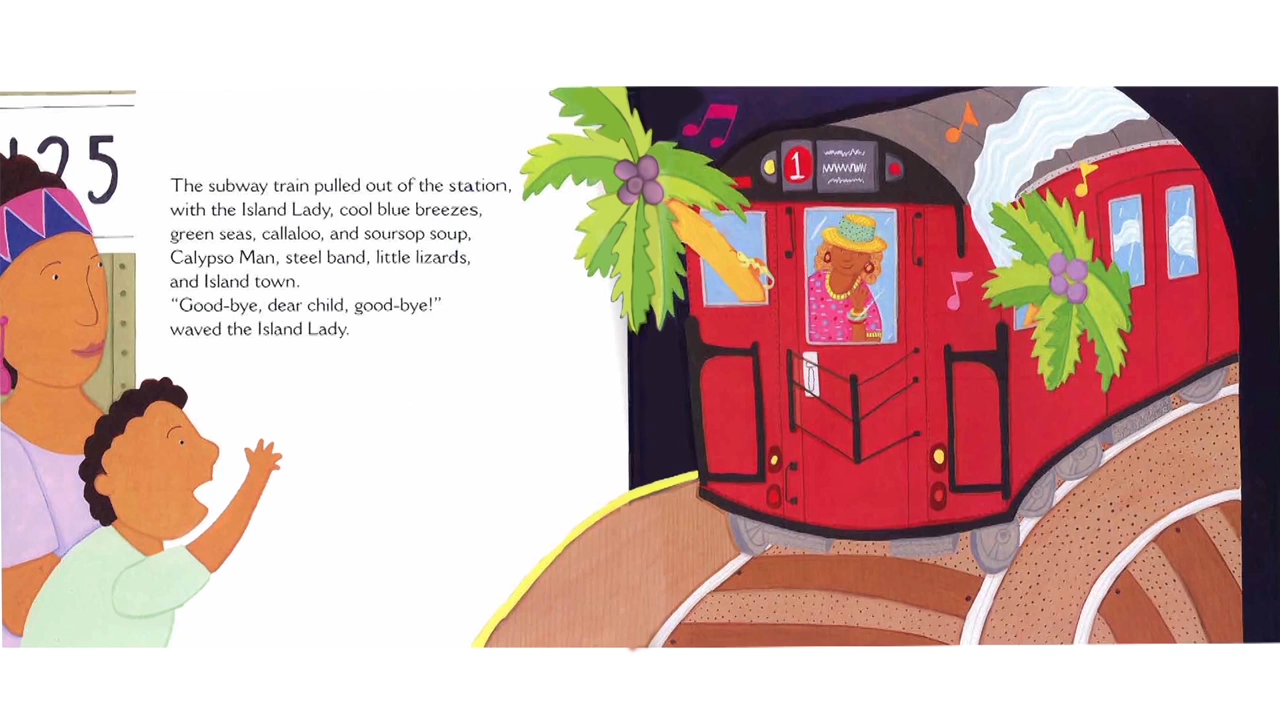 125
The subway train pulled out of the station,
with the Island Lady, cool blue breezes,
green seas, callaloo, and soursop soup,
Calypso Man, steel band, little lizards,
and Island town.
“Good-bye, dear child, good-bye!”
waved the Island Lady.
1